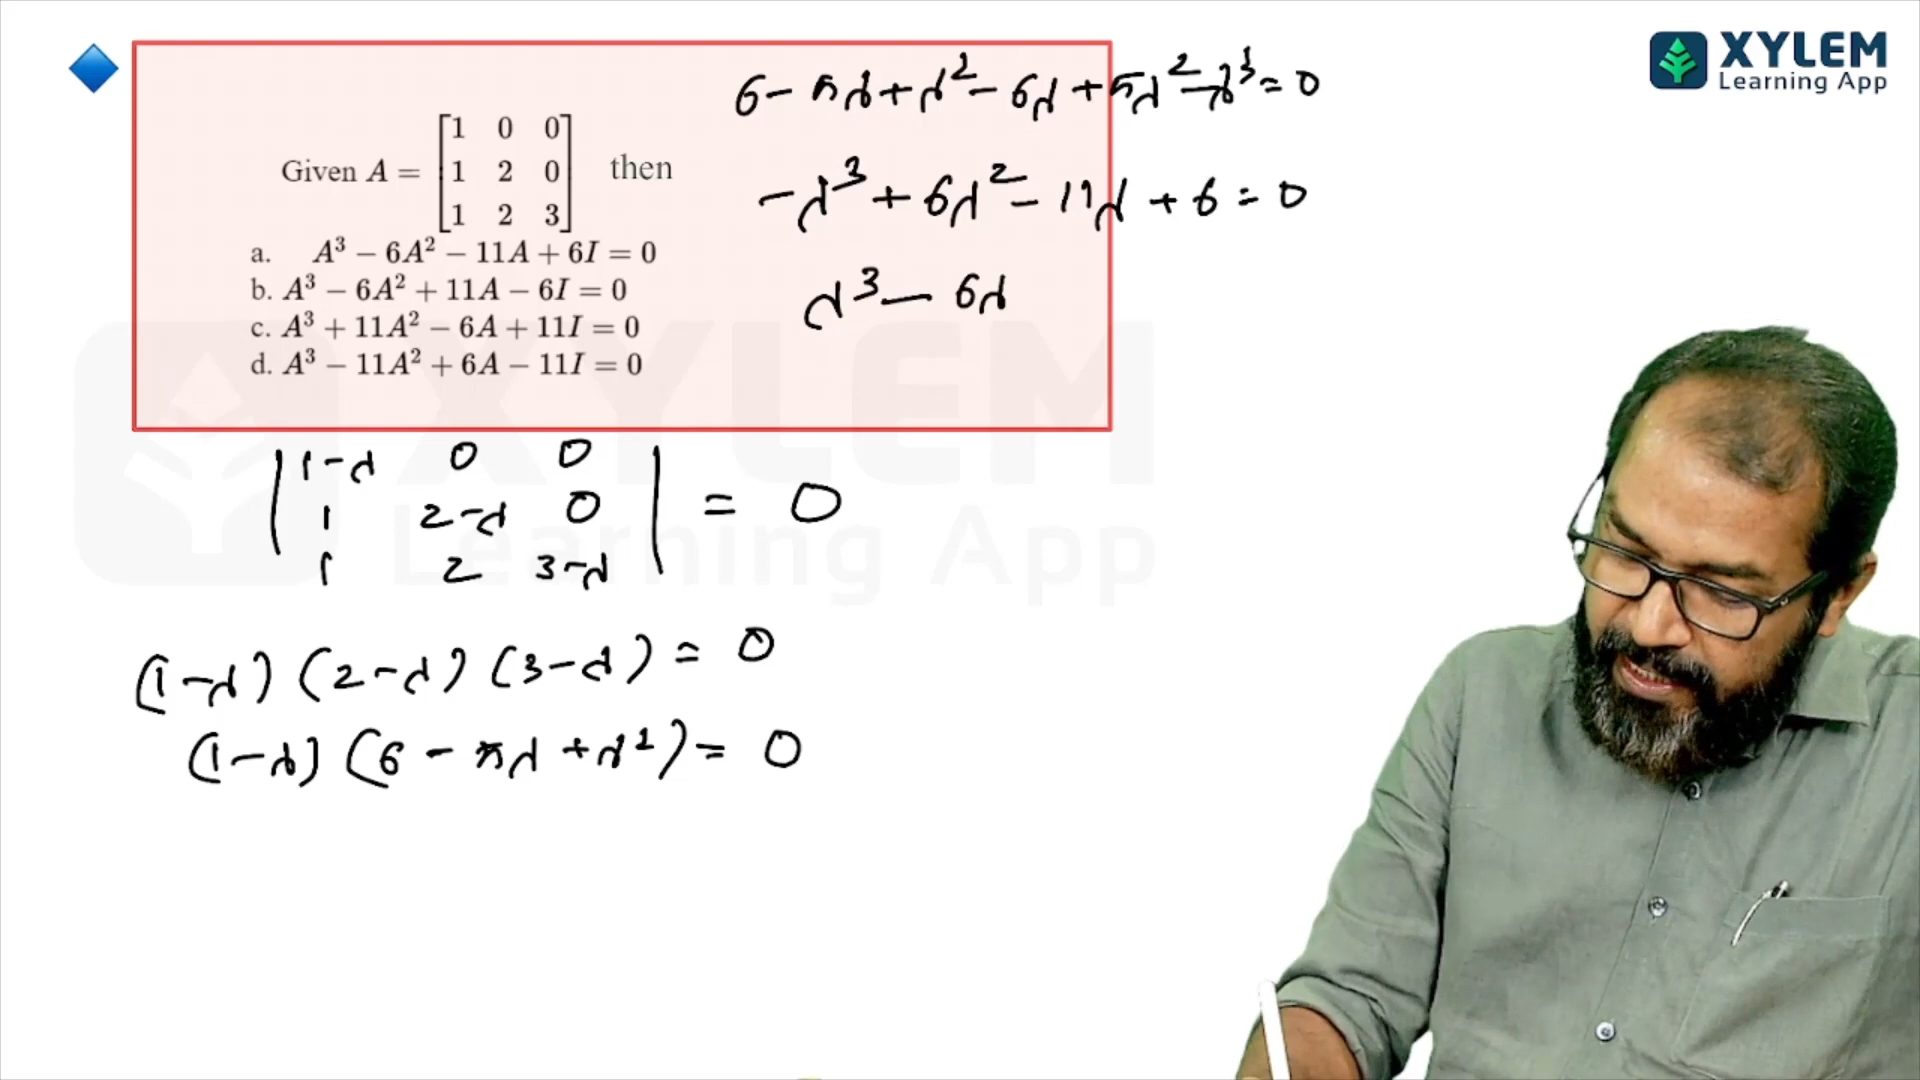 XYLEM
Learning App
Given A = [1 0 0
1 2 0
1 2 3] then
a. A³ − 6A² − 11A + 6I = 0
b. A³ − 6A² + 11A − 6I = 0
c. A³ + 11A² − 6A + 11I = 0
d. A³ − 11A² + 6A − 11I = 0
6 − 5λ + λ² − 6λ + 5λ² − λ³ = 0
−λ³ + 6λ² − 11λ + 6 = 0
λ³ − 6λ
|1−λ 0 0
1 2−λ 0
1 2 3−λ| = 0
(1−λ) (2−λ) (3−λ) = 0
(1−λ) (6 − 5λ + λ²) = 0
XYLEM
Learning App